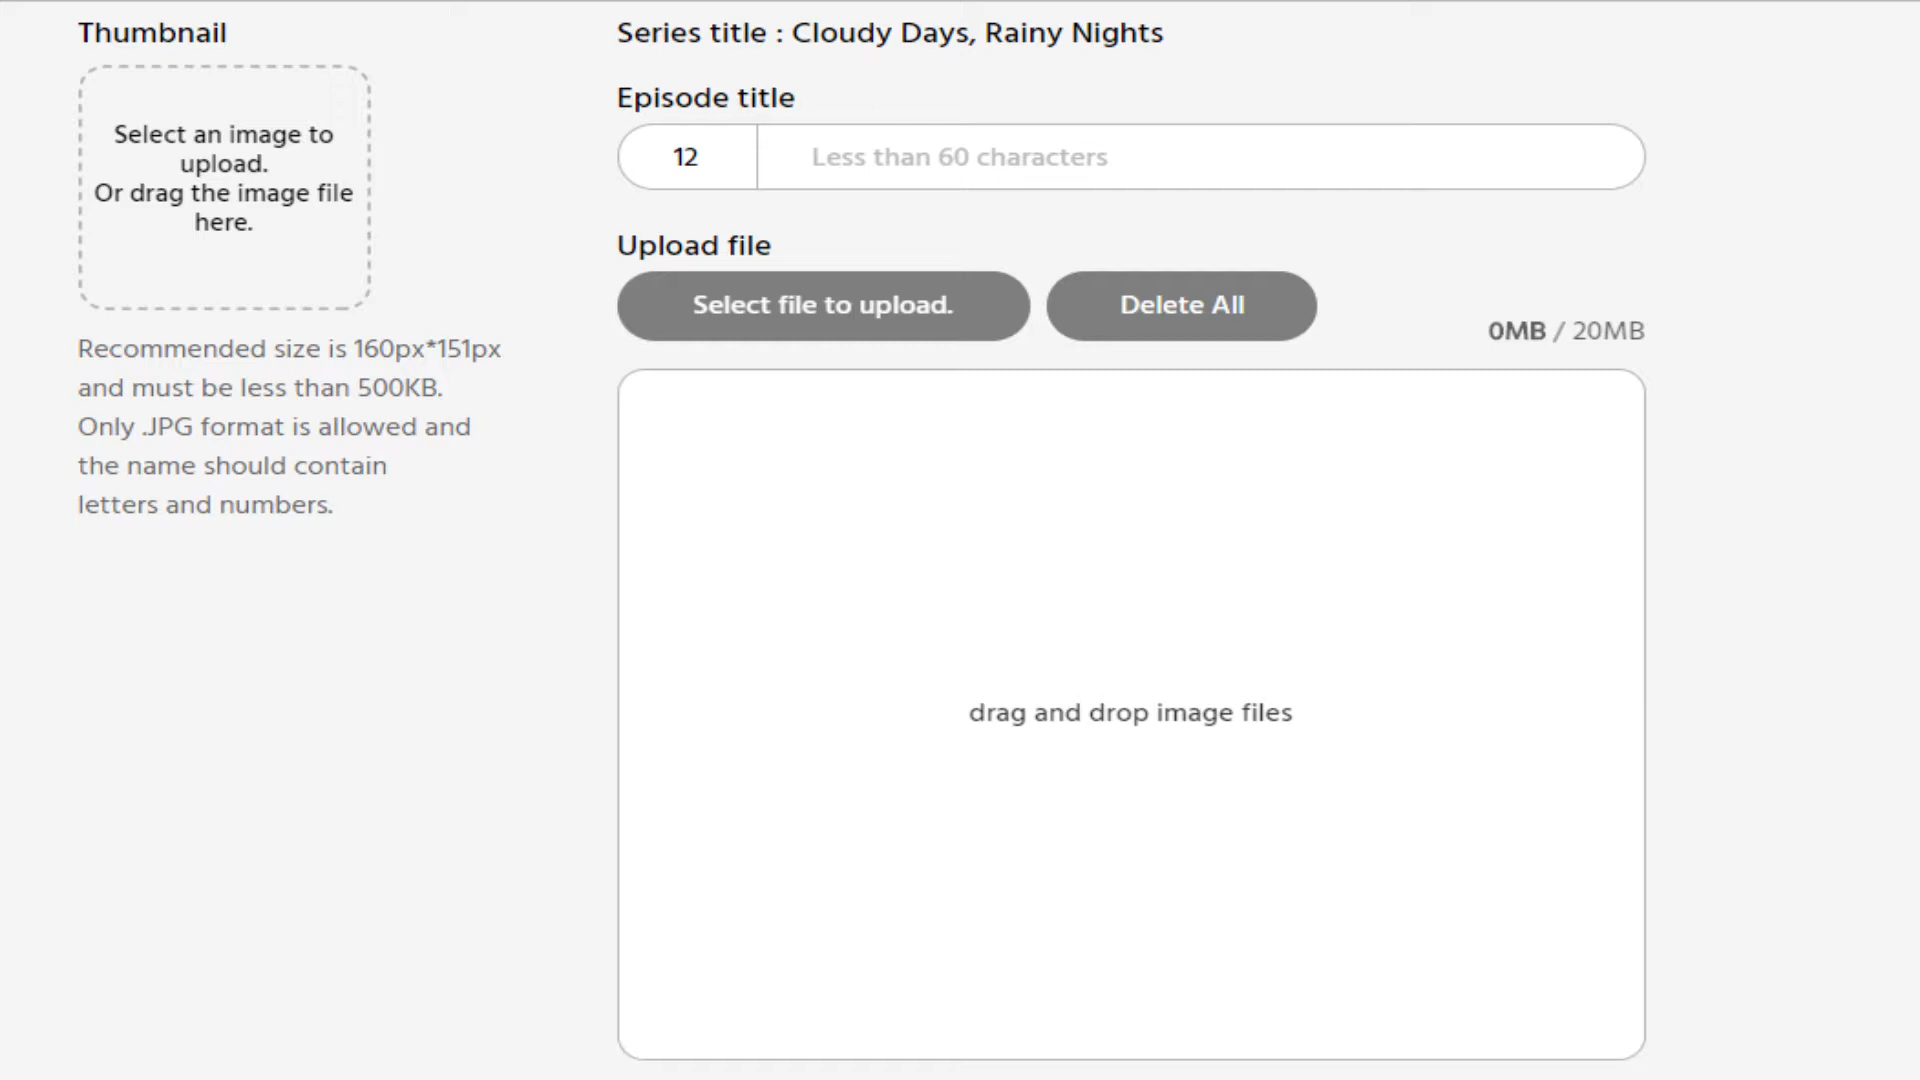 Thumbnail
Select an image to
upload.
Or drag the image file
here.
Recommended size is 160px*151px
and must be less than 500KB.
Only .JPG format is allowed and
the name should contain
letters and numbers.
Series title : Cloudy Days, Rainy Nights
Episode title
12 Less than 60 characters
Upload file
Select file to upload. Delete All
0MB / 20MB
drag and drop image files